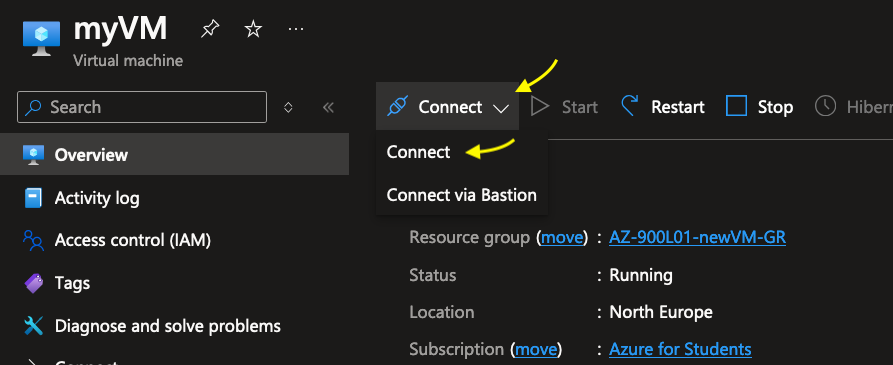 myVM
Virtual machine
Search
Connect Start Restart Stop Hibern
Overview
Connect
Activity log
Connect via Bastion
Access control (IAM)
Resource group (move) : AZ-900L01-newVM-GR
Tags
Status : Running
Location : North Europe
Diagnose and solve problems
Subscription (move) : Azure for Students
Connect